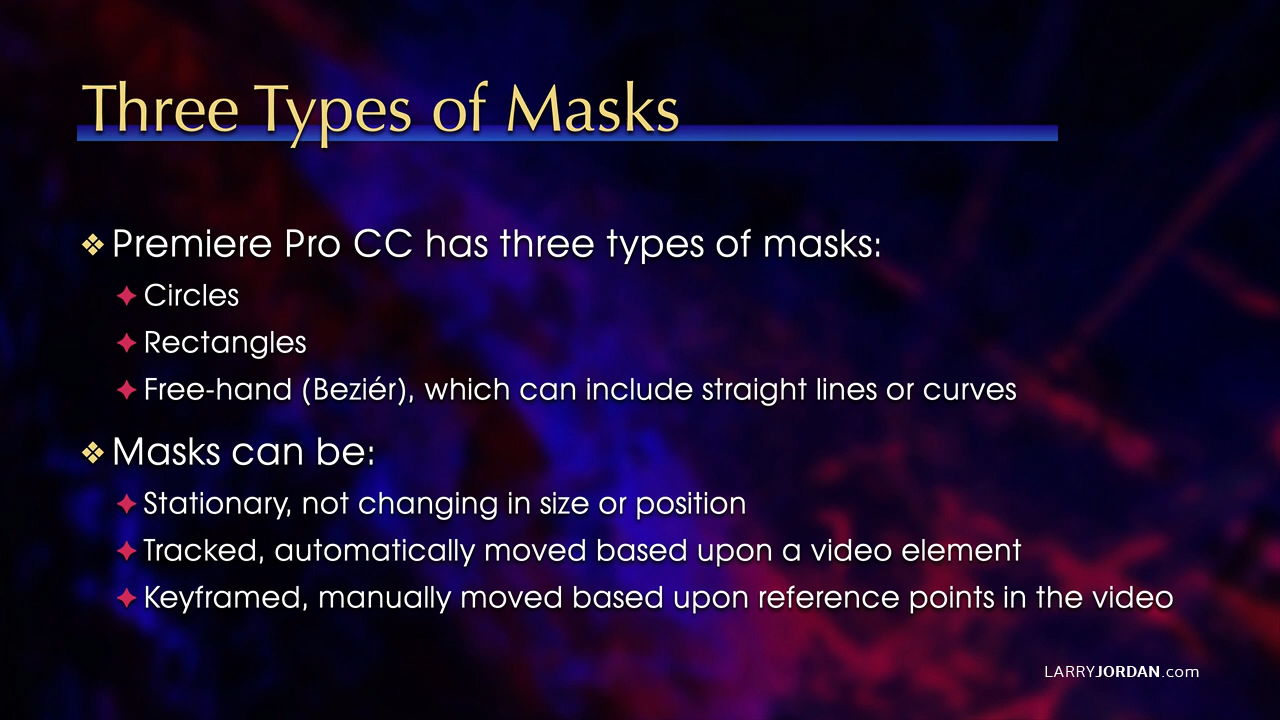 Three Types of Masks
❖ Premiere Pro CC has three types of masks:
✦ Circles
✦ Rectangles
✦ Free-hand (Beziér), which can include straight lines or curves
❖ Masks can be:
✦ Stationary, not changing in size or position
✦ Tracked, automatically moved based upon a video element
✦ Keyframed, manually moved based upon reference points in the video
LARRYJORDAN.com